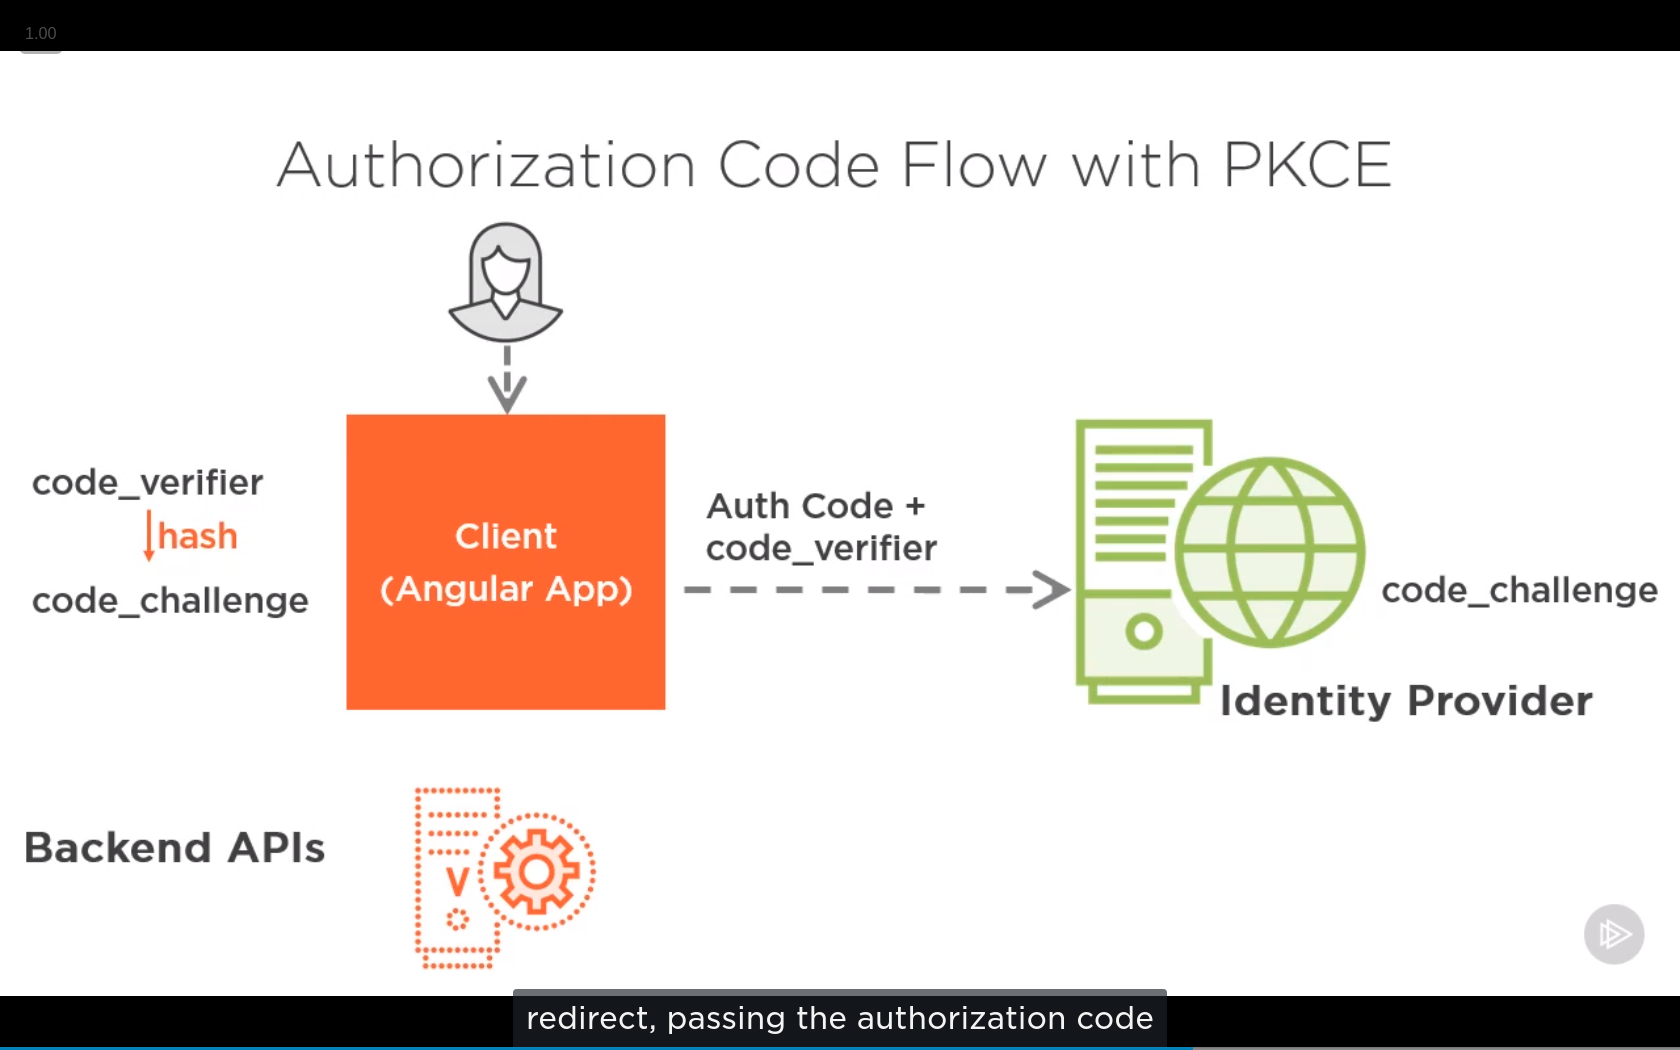 1.00
Authorization Code Flow with PKCE
code_verifier
hash
code_challenge
Client
(Angular App)
Auth Code +
code_verifier
code_challenge
Identity Provider
Backend APIs
redirect, passing the authorization code